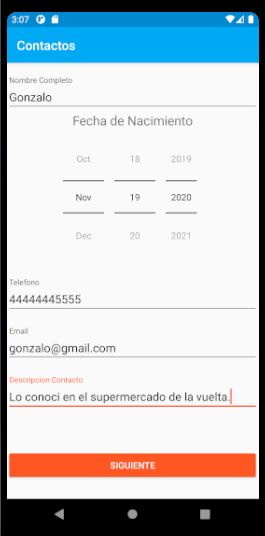 3:07
Contactos
Nombre Completo
Gonzalo
Fecha de Nacimiento
Oct 18 2019
Nov 19 2020
Dec 20 2021
Telefono
44444445555
Email
gonzalo@gmail.com
Descripcion Contacto
Lo conoci en el supermercado de la vuelta.
SIGUIENTE